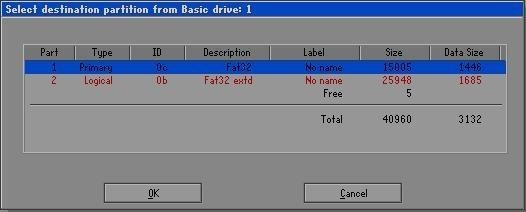 Select destination partition from Basic drive: 1
Part Type ID Description Label Size Data Size
1 Primary 0c Fat32 No name 15005 1446
2 Logical 0b Fat32 extd No name 25948 1685
Free 5
Total 40960 3132
OK Cancel